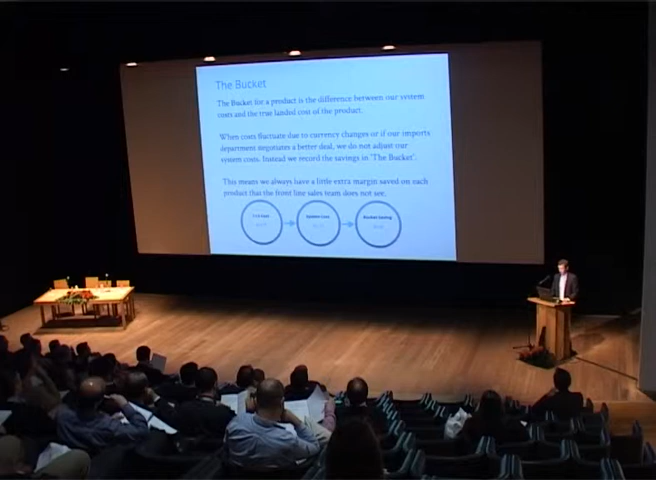 The Bucket
The Bucket for a product is the difference between our system
costs and the true landed cost of the product.
When costs fluctuate due to currency changes or if our imports
department negotiates a better deal, we do not adjust our
system costs. Instead we record the savings in 'The Bucket'.
This means we always have a little extra margin saved on each
product that the front line sales team does not see.
System Cost
Bucket Saving